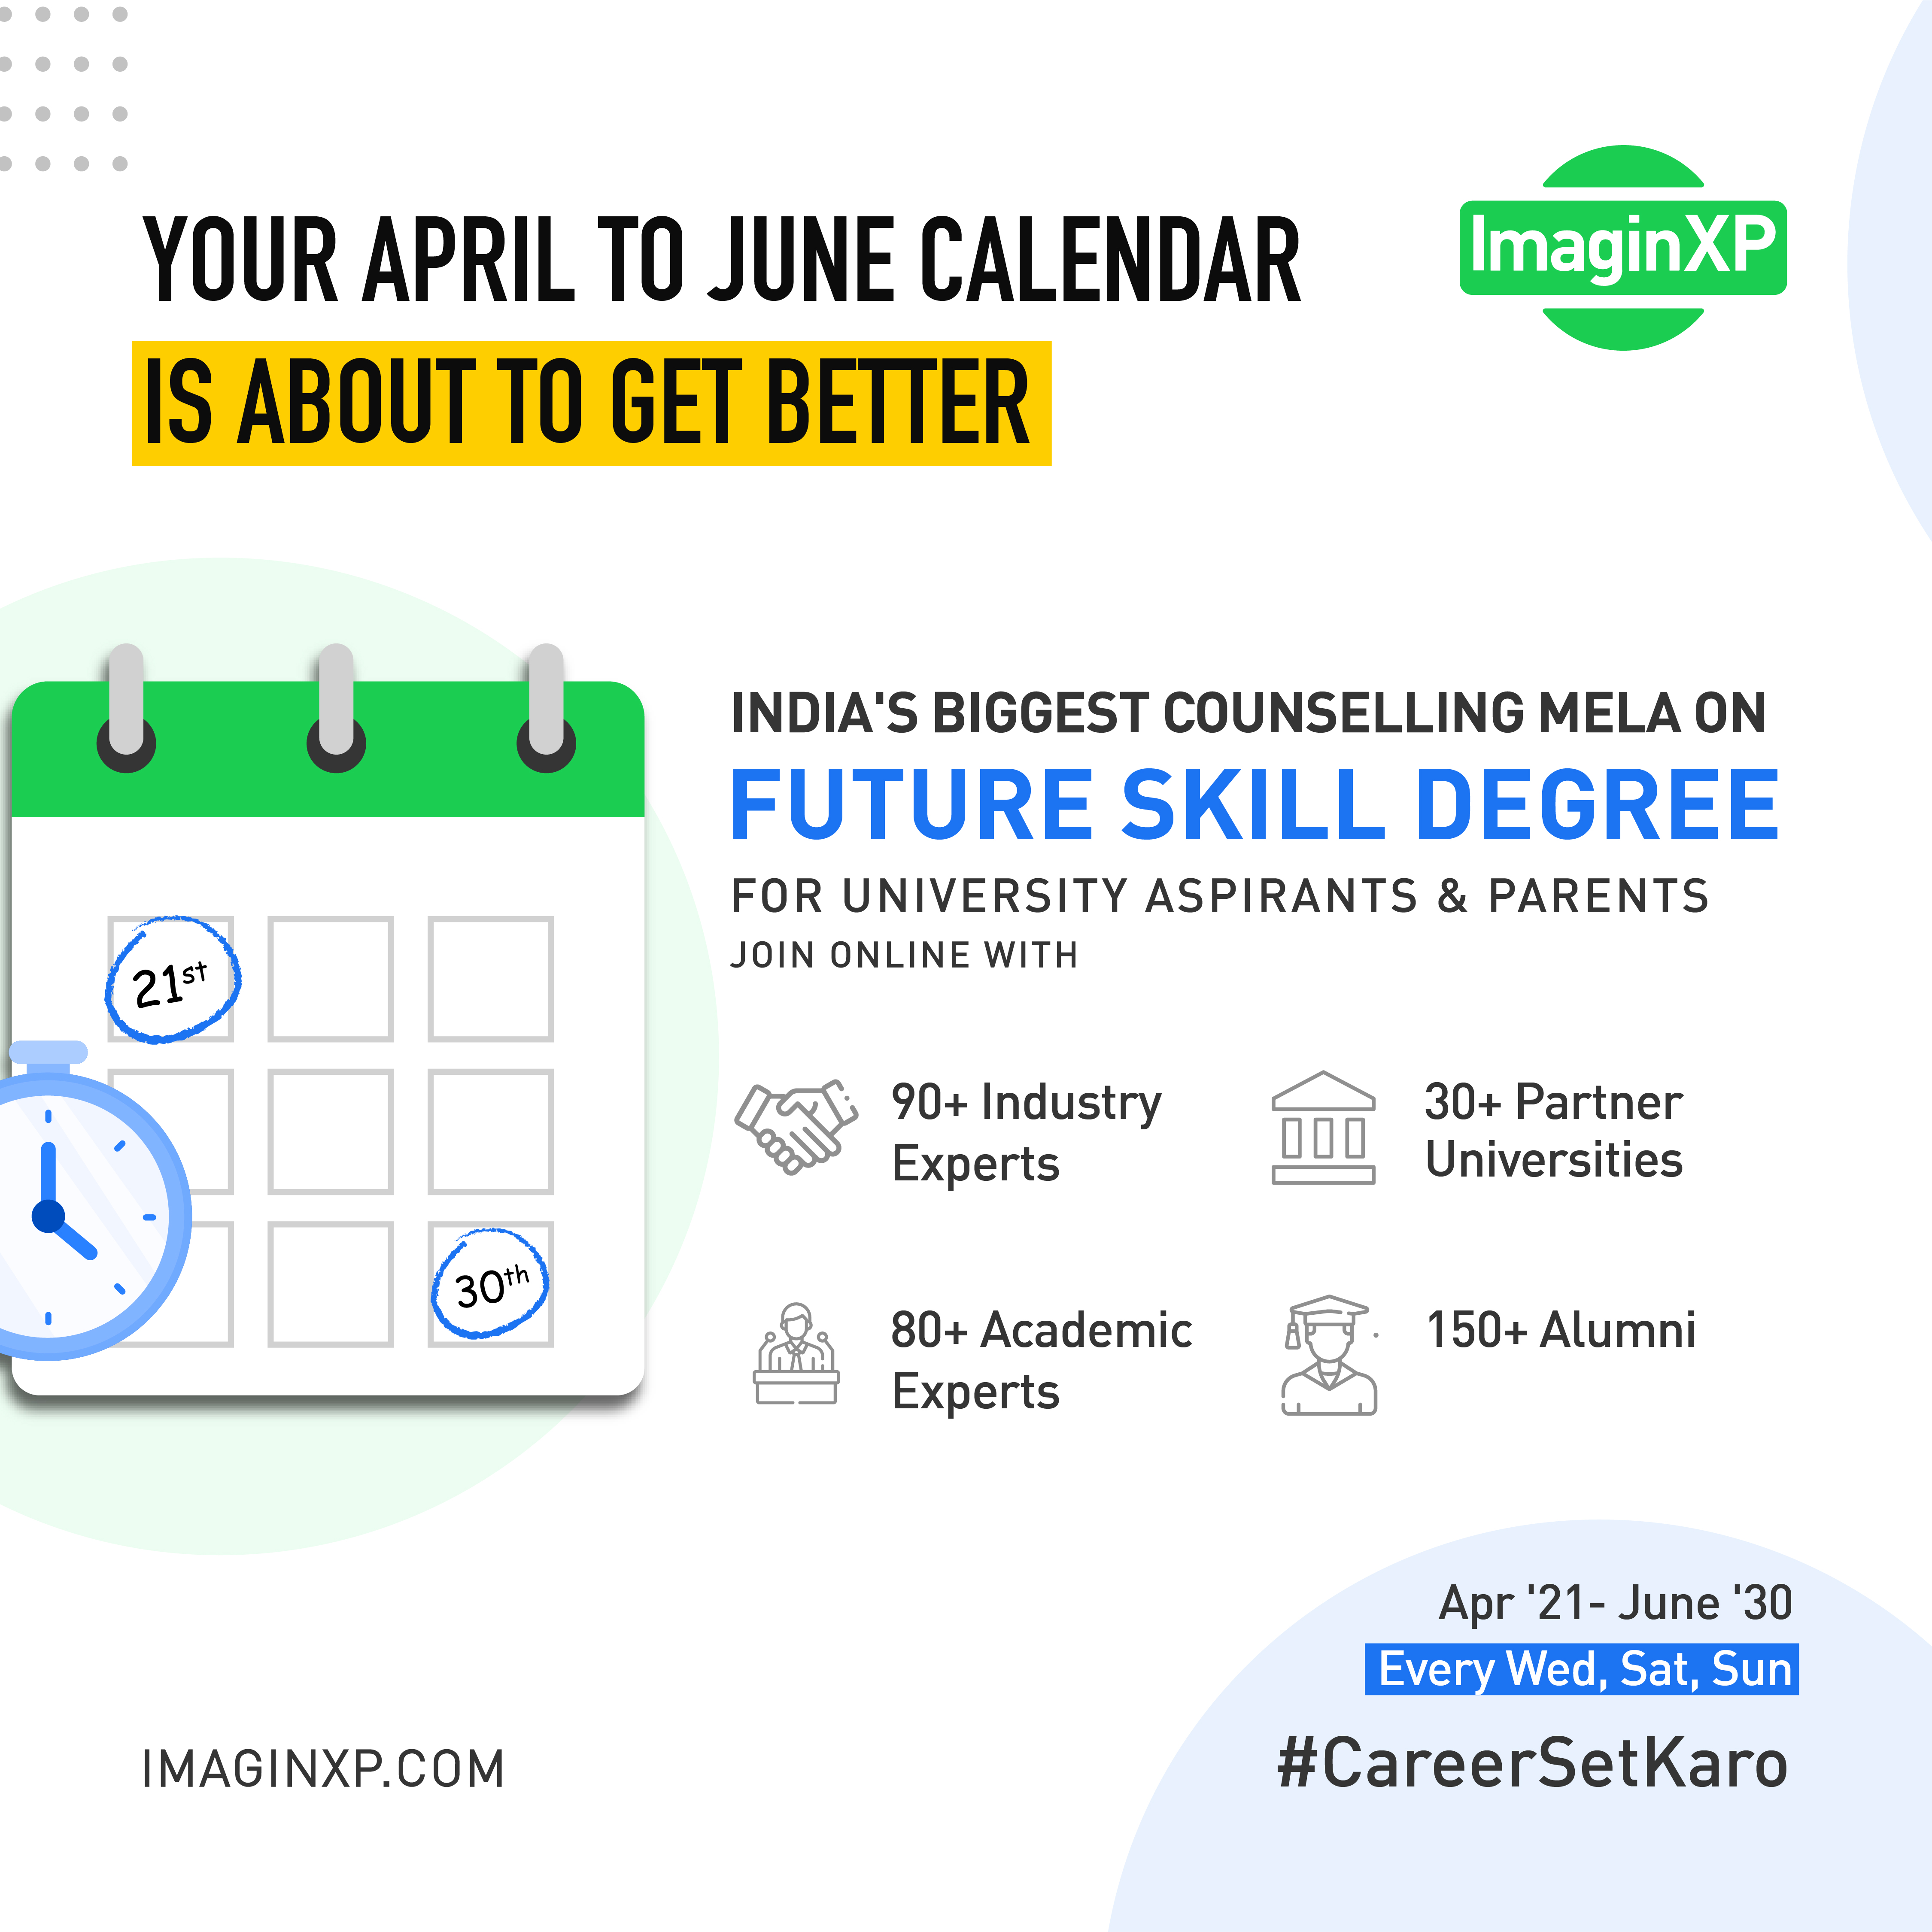 YOUR APRIL TO JUNE CALENDAR
IS ABOUT TO GET BETTER
ImaginXP
INDIA'S BIGGEST COUNSELLING MELA ON
FUTURE SKILL DEGREE
FOR UNIVERSITY ASPIRANTS & PARENTS
JOIN ONLINE WITH
21st
30th
90+ Industry
Experts
30+ Partner
Universities
80+ Academic
Experts
150+ Alumni
Apr '21- June '30
Every Wed, Sat, Sun
#CareerSetKaro
IMAGINXP.COM